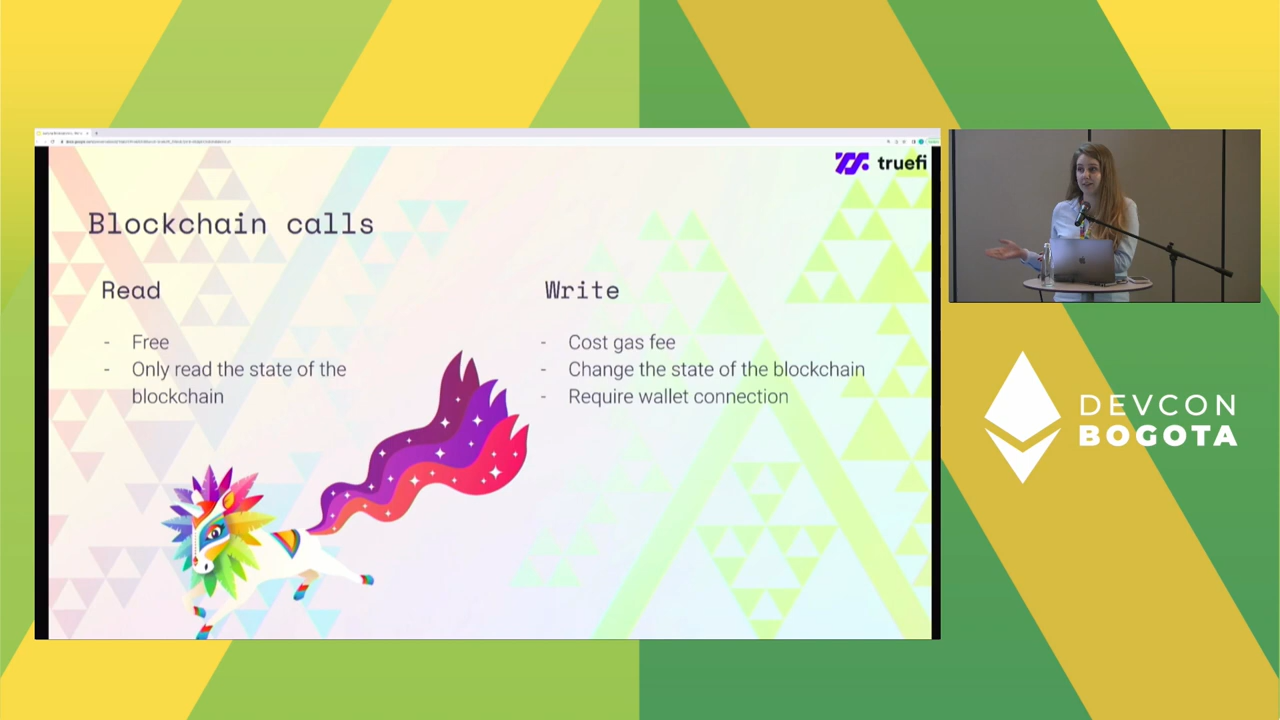 truefi
Blockchain calls
Read
- Free
- Only read the state of the
blockchain
Write
- Cost gas fee
- Change the state of the blockchain
- Require wallet connection
DEVCON
BOGOTA